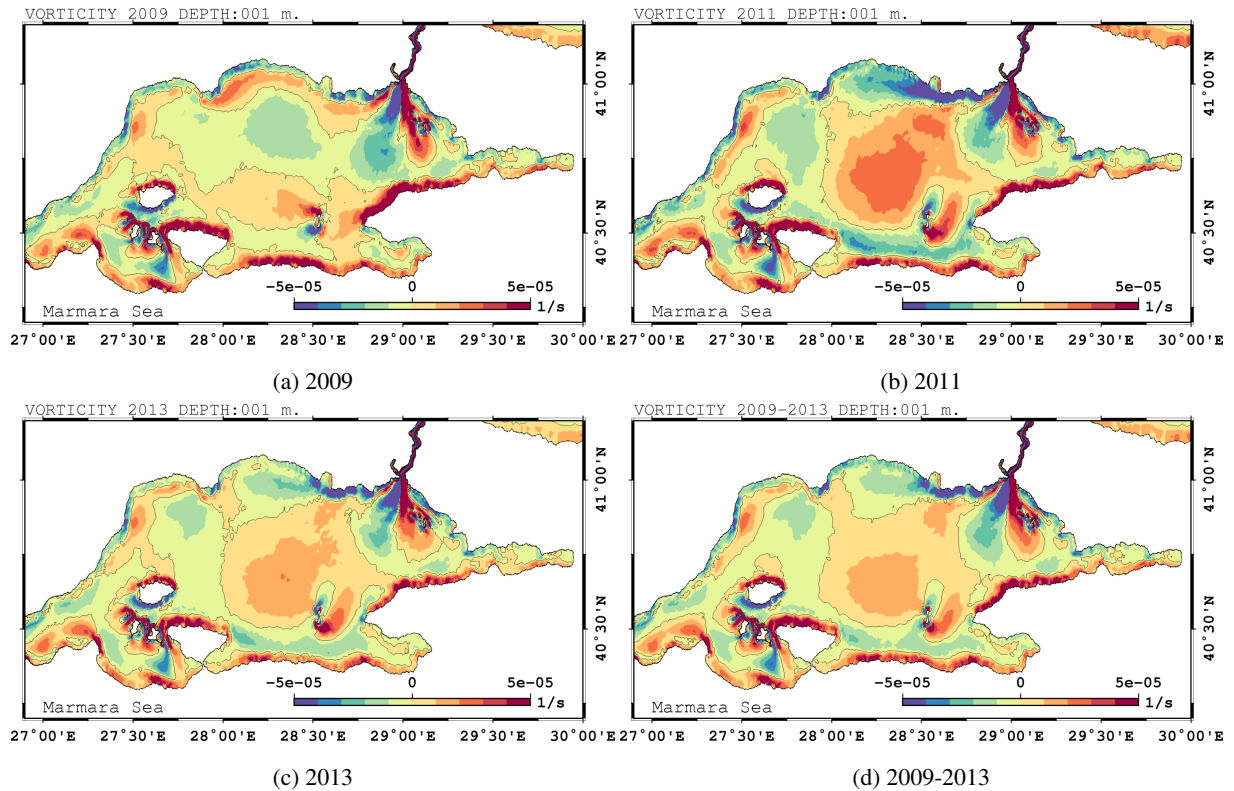 VORTICITY 2009 DEPTH:001 m.
VORTICITY 2011 DEPTH:001 m.
41°00'N
40°30'N
41°00'N
40°30'N
-5e-05 0 5e-05
1/s
Marmara Sea
-5e-05 0 5e-05
1/s
Marmara Sea
27°00'E 27°30'E 28°00'E 28°30'E 29°00'E 29°30'E 30°00'E
27°00'E 27°30'E 28°00'E 28°30'E 29°00'E 29°30'E 30°00'E
(a) 2009
(b) 2011
VORTICITY 2013 DEPTH:001 m.
VORTICITY 2009-2013 DEPTH:001 m.
41°00'N
40°30'N
41°00'N
40°30'N
-5e-05 0 5e-05
1/s
Marmara Sea
-5e-05 0 5e-05
1/s
Marmara Sea
27°00'E 27°30'E 28°00'E 28°30'E 29°00'E 29°30'E 30°00'E
27°00'E 27°30'E 28°00'E 28°30'E 29°00'E 29°30'E 30°00'E
(c) 2013
(d) 2009-2013